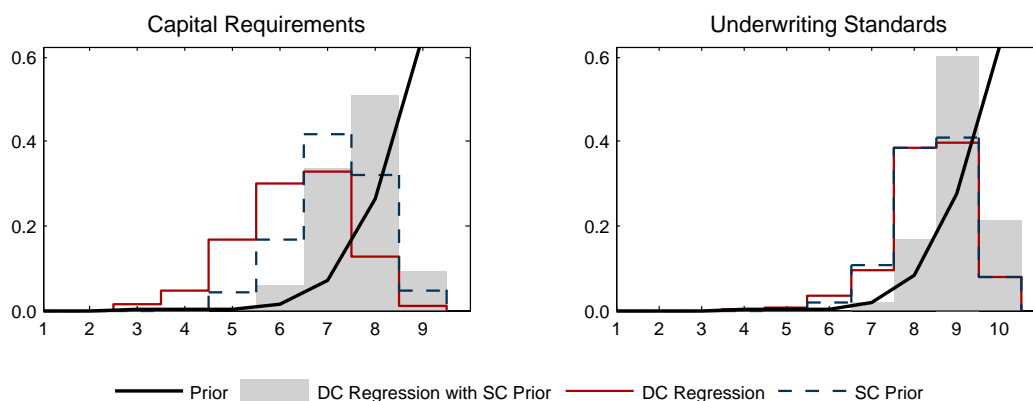 Capital Requirements
Underwriting Standards
0.6
0.4
0.2
0.0
1 2 3 4 5 6 7 8 9
0.6
0.4
0.2
0.0
1 2 3 4 5 6 7 8 9 10
Prior DC Regression with SC Prior DC Regression SC Prior